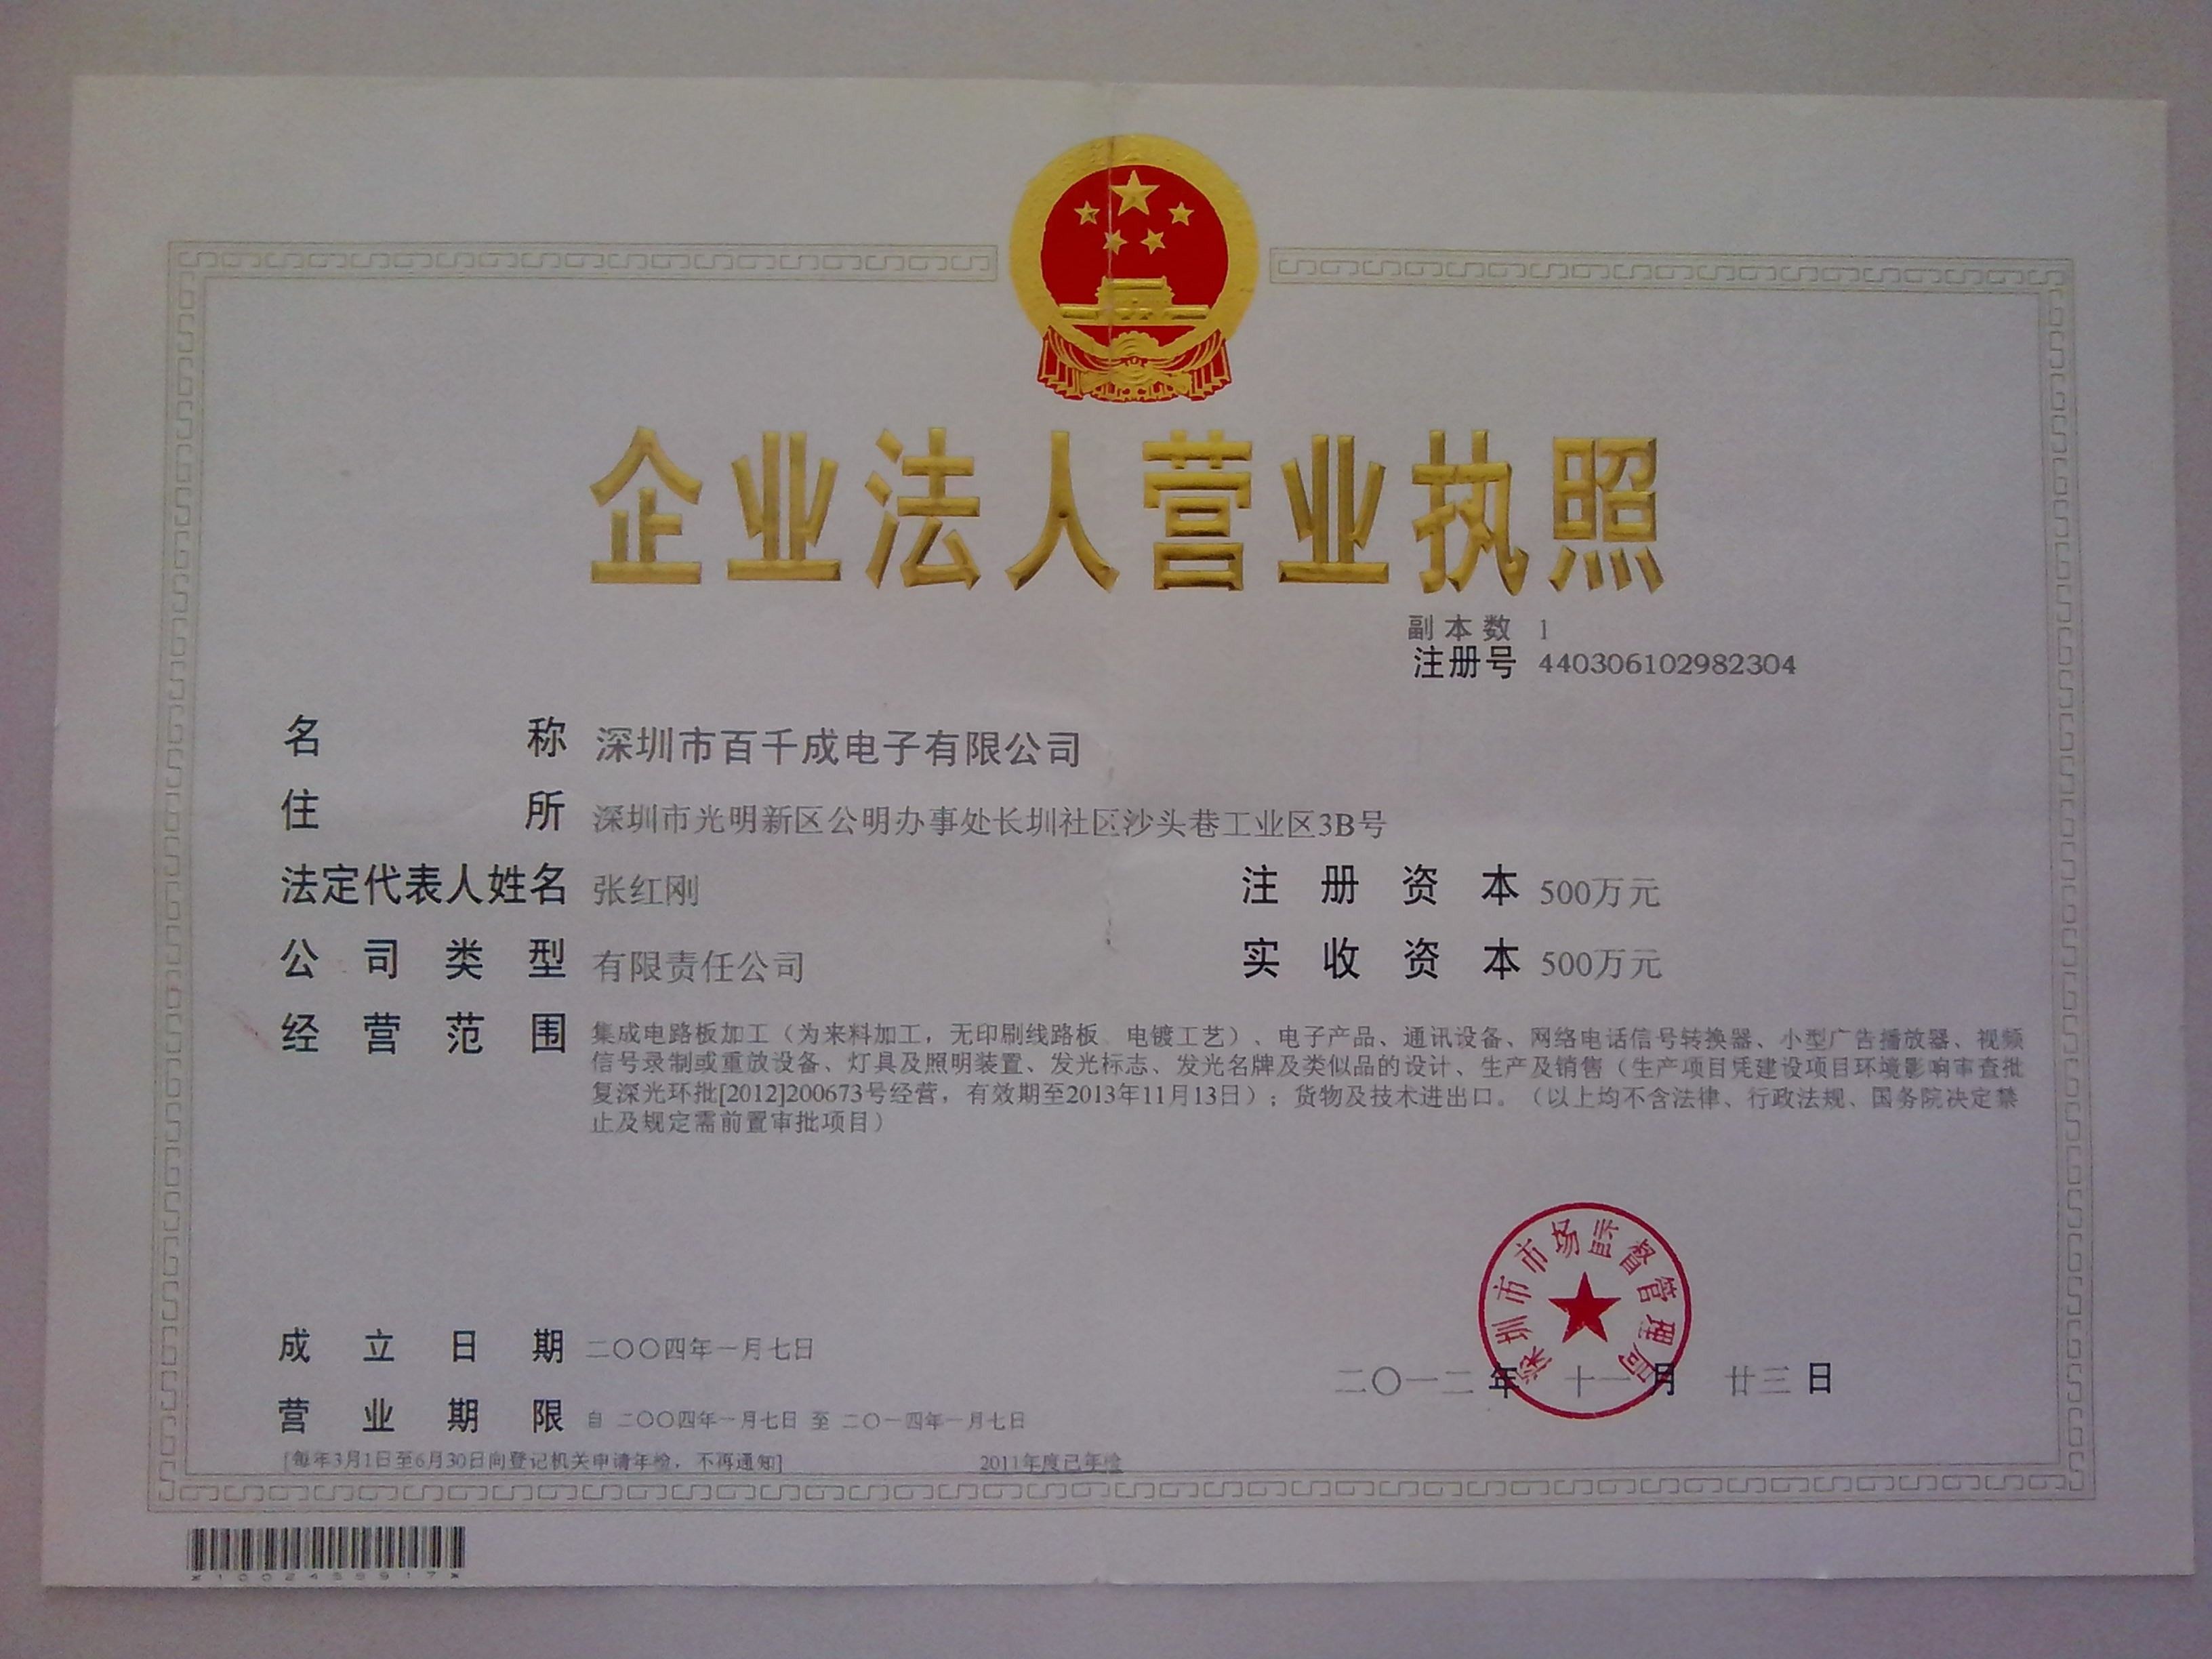 企业法人营业执照
副本数 1
注册号 440306102982304
名称 深圳市百千成电子有限公司
住所 深圳市光明新区公明办事处长圳社区沙头巷工业区3B号
法定代表人姓名 张红刚 注册资本 500万元
公司类型 有限责任公司 实收资本 500万元
经营范围 集成电路板加工（为来料加工，无印刷线路板、电镀工艺）、电子产品、通讯设备、网络电话信号转换器、小型广告播放器、视频
信号录制或重放设备、灯具及照明装置、发光标志、发光名牌及类似品的设计、生产及销售（生产项目凭建设项目环境影响审查批
复深光环批[2012]200673号经营，有效期至2013年11月13日）；货物及技术进出口。（以上均不含法律、行政法规、国务院决定禁
止及规定需前置审批项目）
深圳市市场监督管理局
成立日期 二〇〇四年一月七日
二〇一二年 十一月 廿三日
营业期限 自 二〇〇四年一月七日 至 二〇一四年一月七日
[每年3月1日至6月30日向登记机关申请年检，不再通知] 2011年度已年检